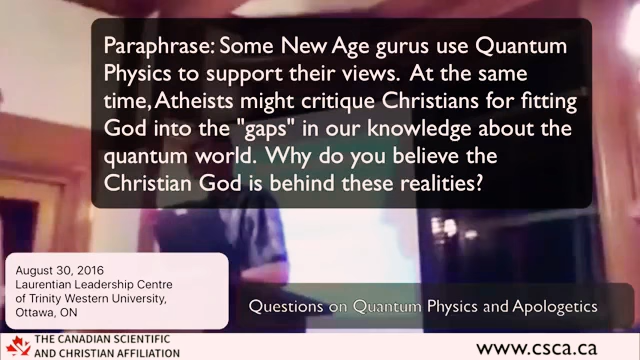 Paraphrase: Some New Age gurus use Quantum
Physics to support their views. At the same
time, Atheists might critique Christians for fitting
God into the "gaps" in our knowledge about the
quantum world. Why do you believe the
Christian God is behind these realities?
August 30, 2016
Laurentian Leadership Centre
of Trinity Western University,
Ottawa, ON
Questions on Quantum Physics and Apologetics
THE CANADIAN SCIENTIFIC
AND CHRISTIAN AFFILIATION
www.csca.ca